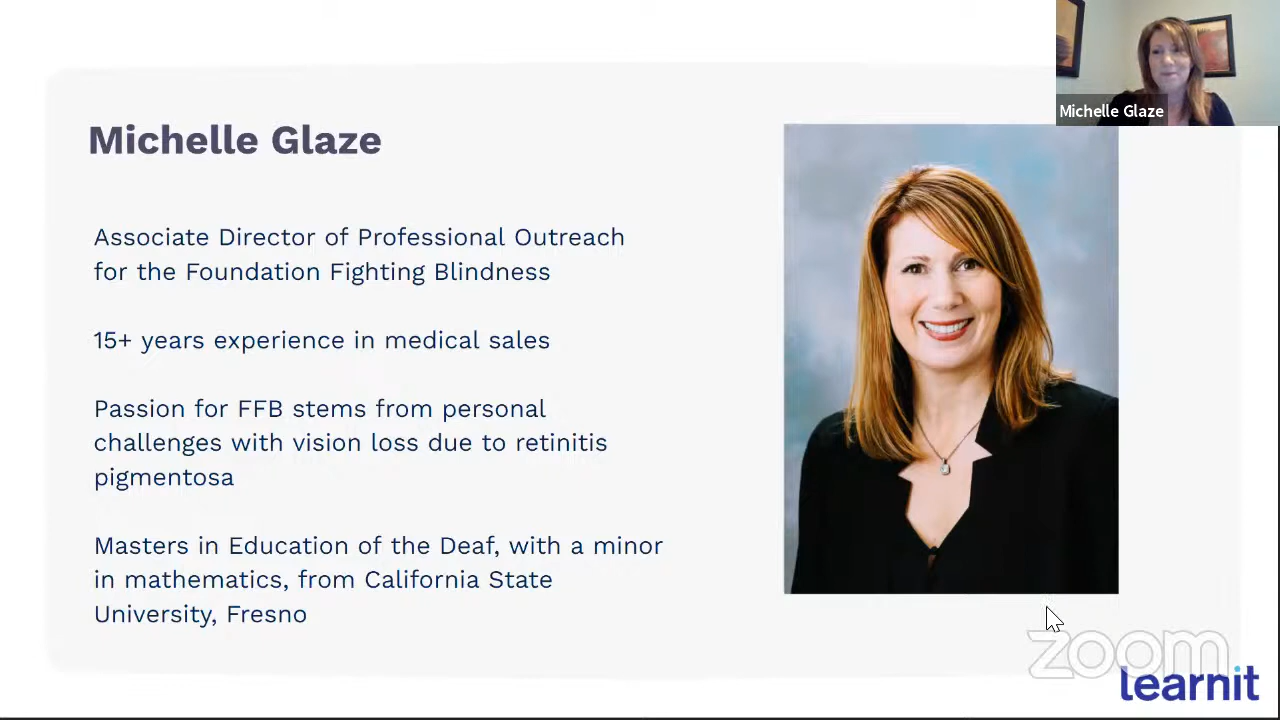 Michelle Glaze
Michelle Glaze
Associate Director of Professional Outreach
for the Foundation Fighting Blindness
15+ years experience in medical sales
Passion for FFB stems from personal
challenges with vision loss due to retinitis
pigmentosa
Masters in Education of the Deaf, with a minor
in mathematics, from California State
University, Fresno
zoom
learnit